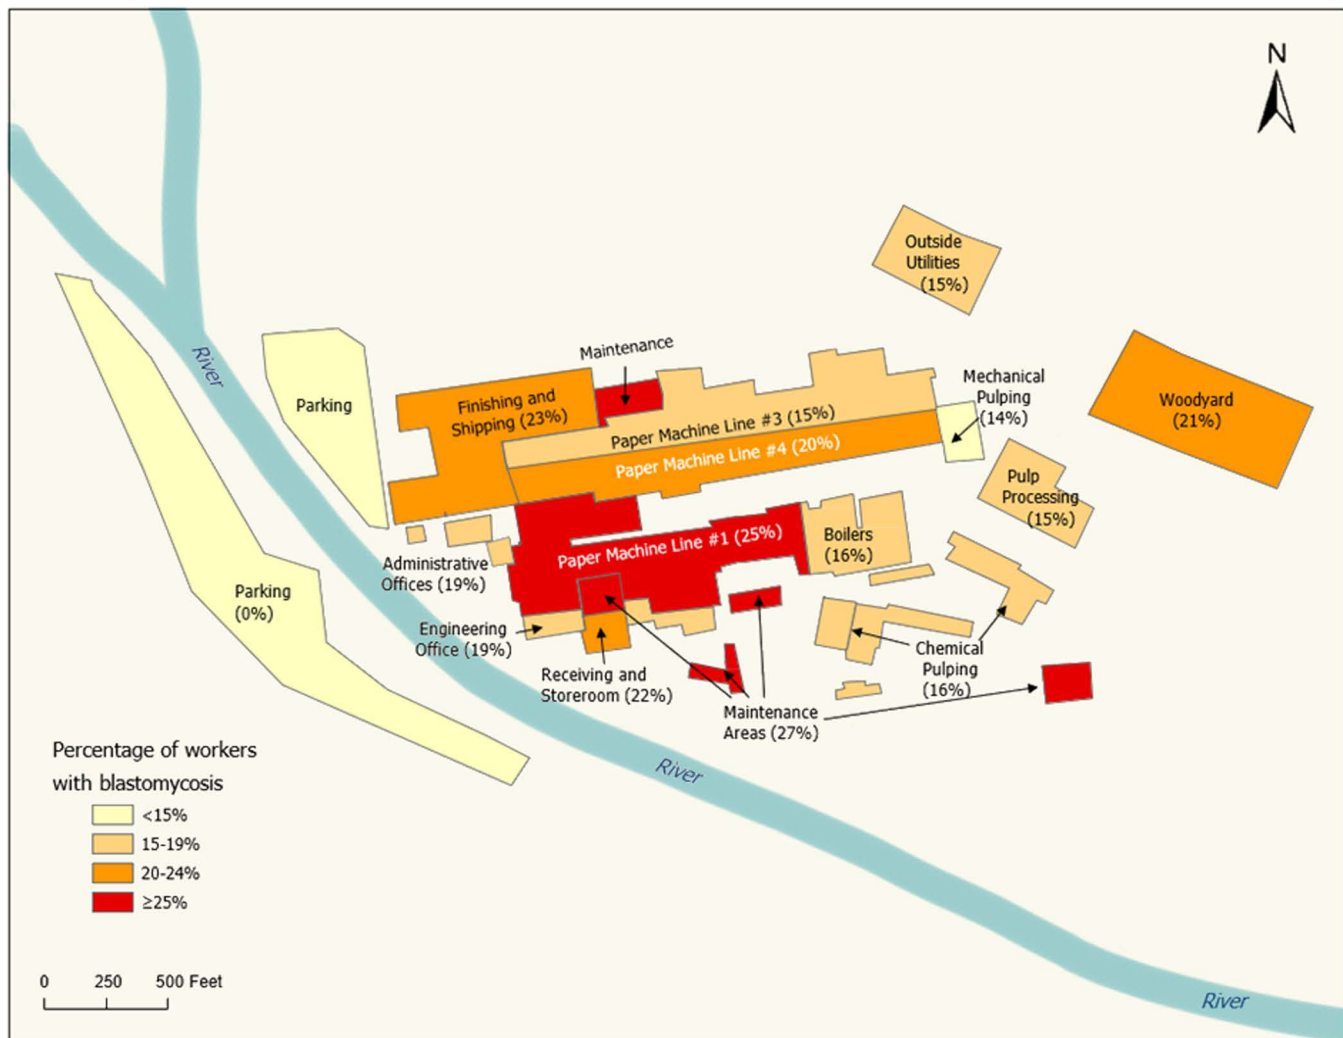 N
Outside
Utilities
(15%)
Maintenance
Mechanical
Pulping
(14%)
River
Parking
Finishing and
Shipping (23%)
Paper Machine Line #3 (15%)
Paper Machine Line #4 (20%)
Woodyard
(21%)
Pulp
Processing
(15%)
Paper Machine Line #1 (25%)
Boilers
(16%)
Administrative
Offices (19%)
Parking
(0%)
Engineering
Office (19%)
Receiving and
Storeroom (22%)
Chemical
Pulping
(16%)
Maintenance
Areas (27%)
River
Percentage of workers
with blastomycosis
<15%
15-19%
20-24%
≥25%
0 250 500 Feet
River